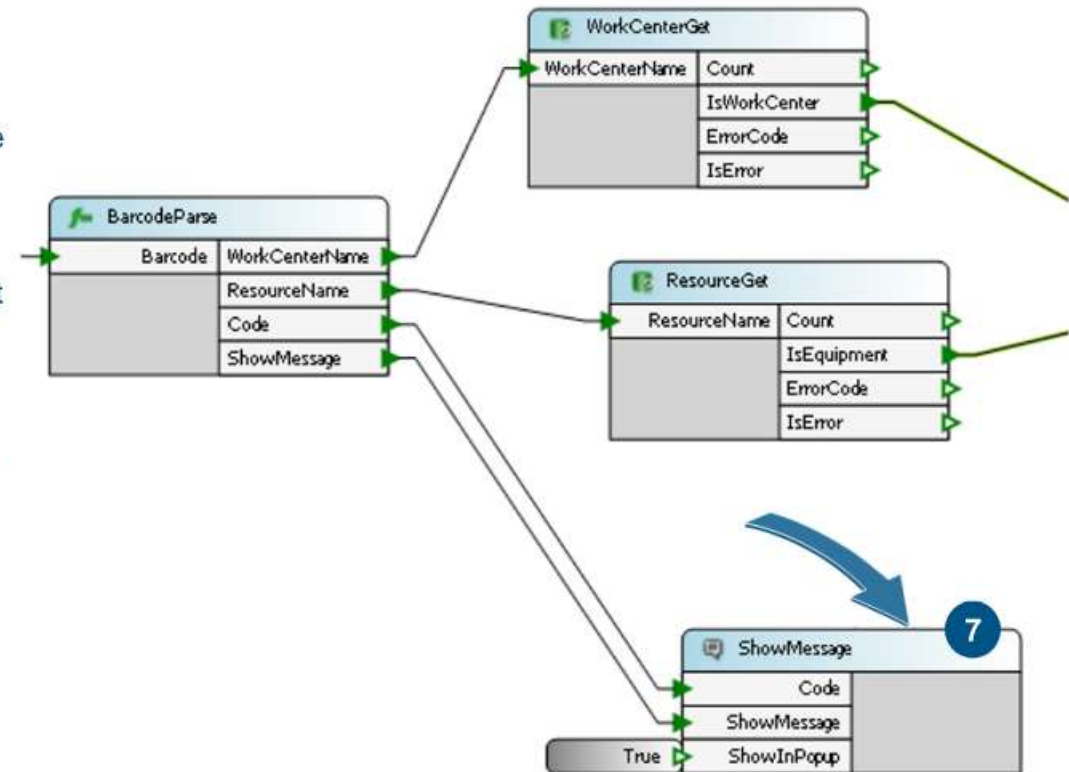 WorkCenterGet
WorkCenterName Count
IsWorkCenter
ErrorCode
IsError
BarcodeParse
Barcode WorkCenterName
ResourceName
Code
ShowMessage
ResourceGet
ResourceName Count
IsEquipment
ErrorCode
IsError
7
ShowMessage
Code
ShowMessage
True ShowInPopup